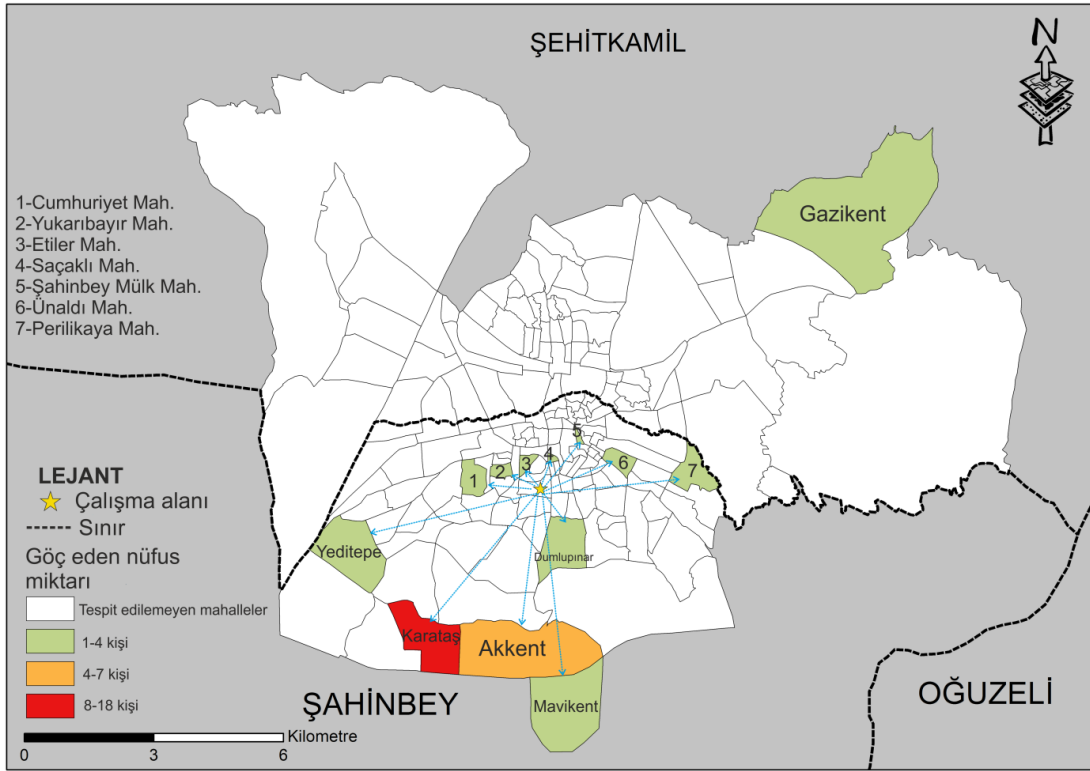 ŞEHİTKAMİL
N
1-Cumhuriyet Mah.
2-Yukarıbayır Mah.
3-Etiler Mah.
4-Saçaklı Mah.
5-Şahinbey Mülk Mah.
6-Ünaldı Mah.
7-Perilikaya Mah.
Gazikent
5
4
3
2
1
6
7
Yeditepe
Dumlupınar
Karataş
Akkent
Mavikent
ŞAHİNBEY
OĞUZELİ
LEJANT
Çalışma alanı
Sınır
Göç eden nüfus
miktarı
Tespit edilemeyen mahalleler
1-4 kişi
4-7 kişi
8-18 kişi
Kilometre
0 3 6